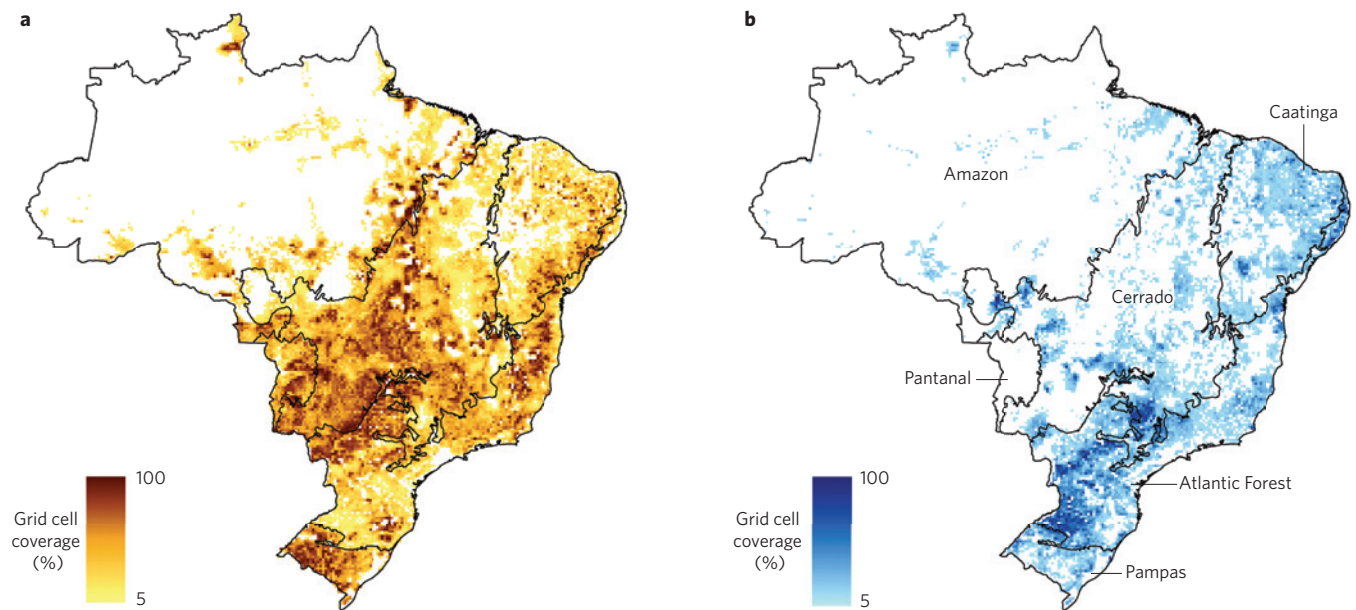 a
100
Grid cell
coverage
(%)
5
b
Caatinga
Amazon
Cerrado
Pantanal
100
Atlantic Forest
Grid cell
coverage
(%)
Pampas
5